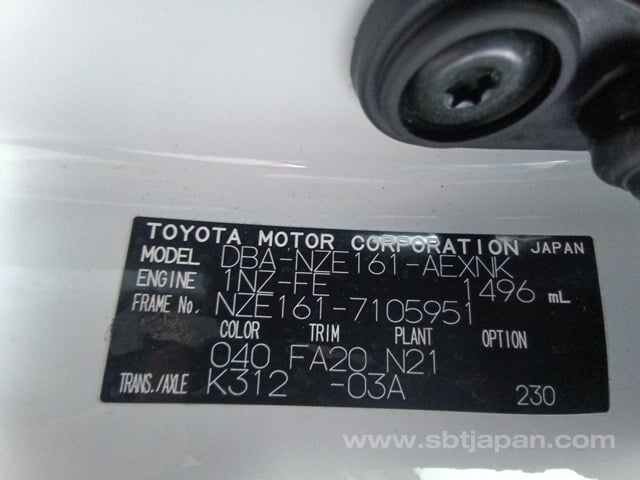 TOYOTA MOTOR CORPORATION JAPAN
MODEL DBA-NZE161-AEXNK
ENGINE 1NZ-FE 1496 mL
FRAME No. NZE161-7105951
COLOR TRIM PLANT OPTION
040 FA20 N21
TRANS./AXLE K312 -03A 230
www.sbtjapan.com